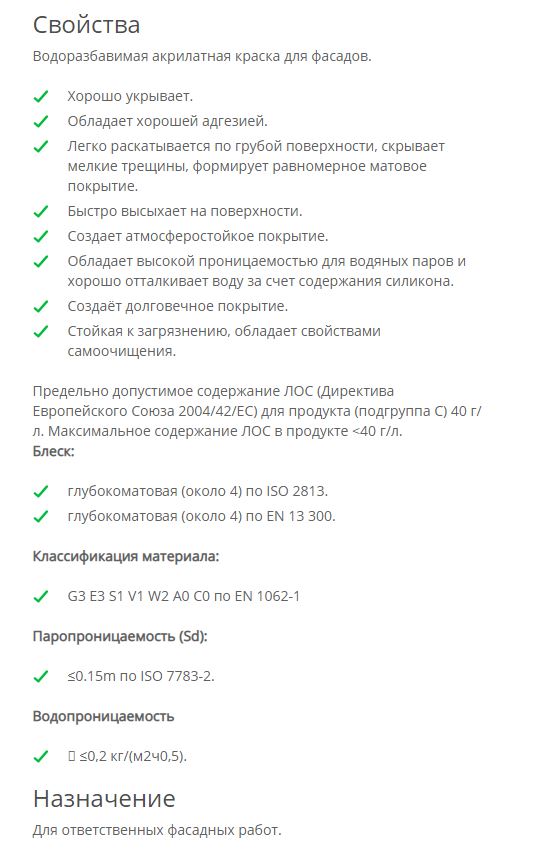 Свойства
Водоразбавимая акрилатная краска для фасадов.
Хорошо укрывает.
Обладает хорошей адгезией.
Легко раскатывается по грубой поверхности, скрывает
мелкие трещины, формирует равномерное матовое
покрытие.
Быстро высыхает на поверхности.
Создает атмосферостойкое покрытие.
Обладает высокой проницаемостью для водяных паров и
хорошо отталкивает воду за счет содержания силикона.
Создаёт долговечное покрытие.
Стойкая к загрязнению, обладает свойствами
самоочищения.
Предельно допустимое содержание ЛОС (Директива
Европейского Союза 2004/42/ЕС) для продукта (подгруппа С) 40 г/
л. Максимальное содержание ЛОС в продукте <40 г/л.
Блеск:
глубокоматовая (около 4) по ISO 2813.
глубокоматовая (около 4) по EN 13 300.
Классификация материала:
G3 E3 S1 V1 W2 A0 C0 по EN 1062-1
Паропроницаемость (Sd):
≤0.15m по ISO 7783-2.
Водопроницаемость
▯ ≤0,2 кг/(м2ч0,5).
Назначение
Для ответственных фасадных работ.